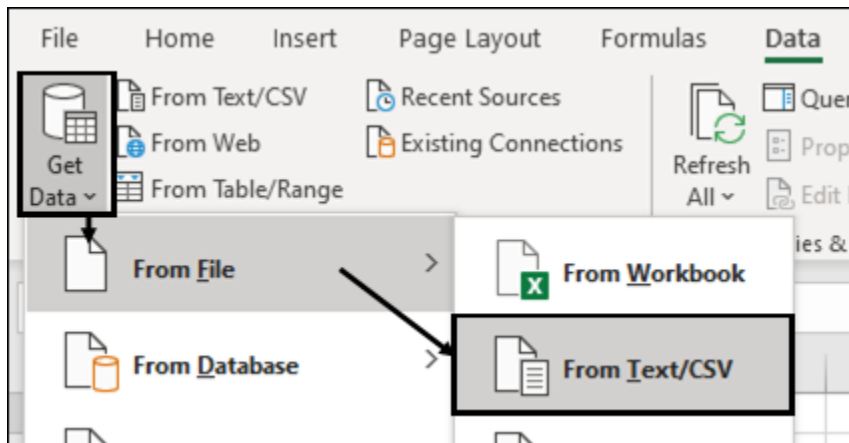 File Home Insert Page Layout Formulas Data
From Text/CSV Recent Sources
From Web Existing Connections
From Table/Range
Get
Data
Refresh
All
Edit
From File
From Database
From Workbook
From Text/CSV
X